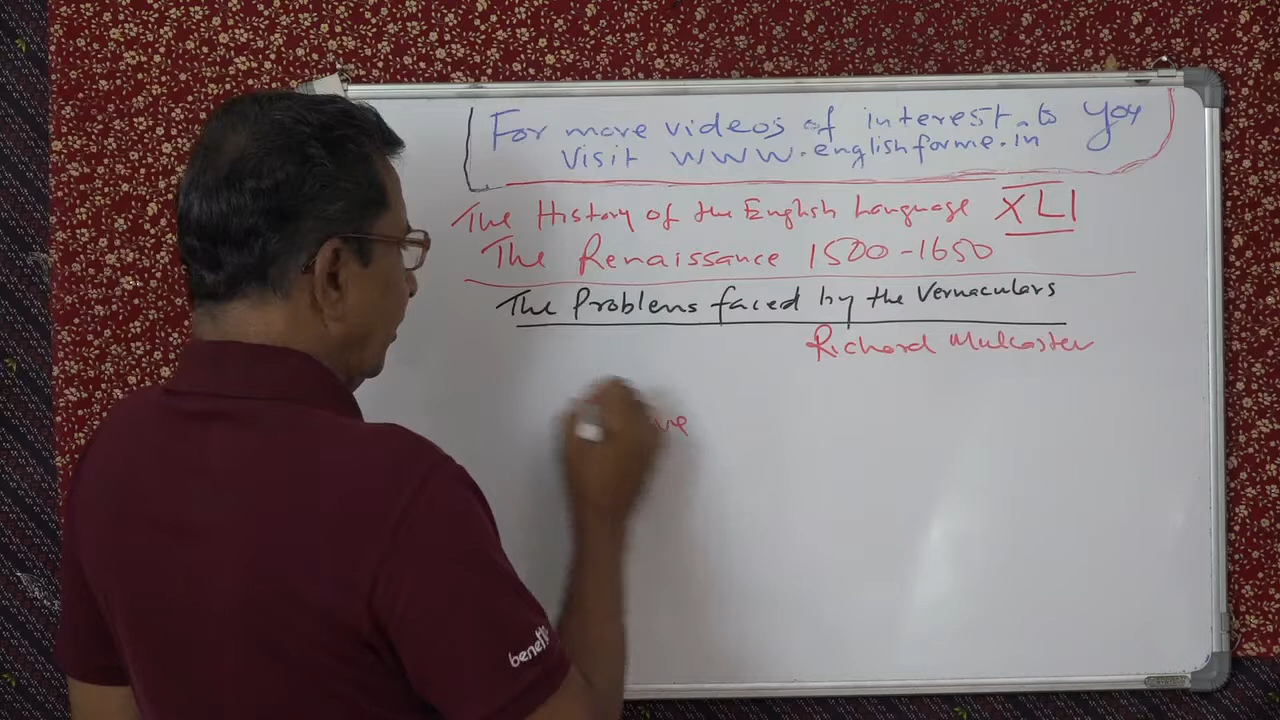 For more videos of interest to you
Visit www.englishforme.in
The History of the English Language XLI
The Renaissance 1500-1650
The Problems faced by the Vernaculars
Richard Mulcaster